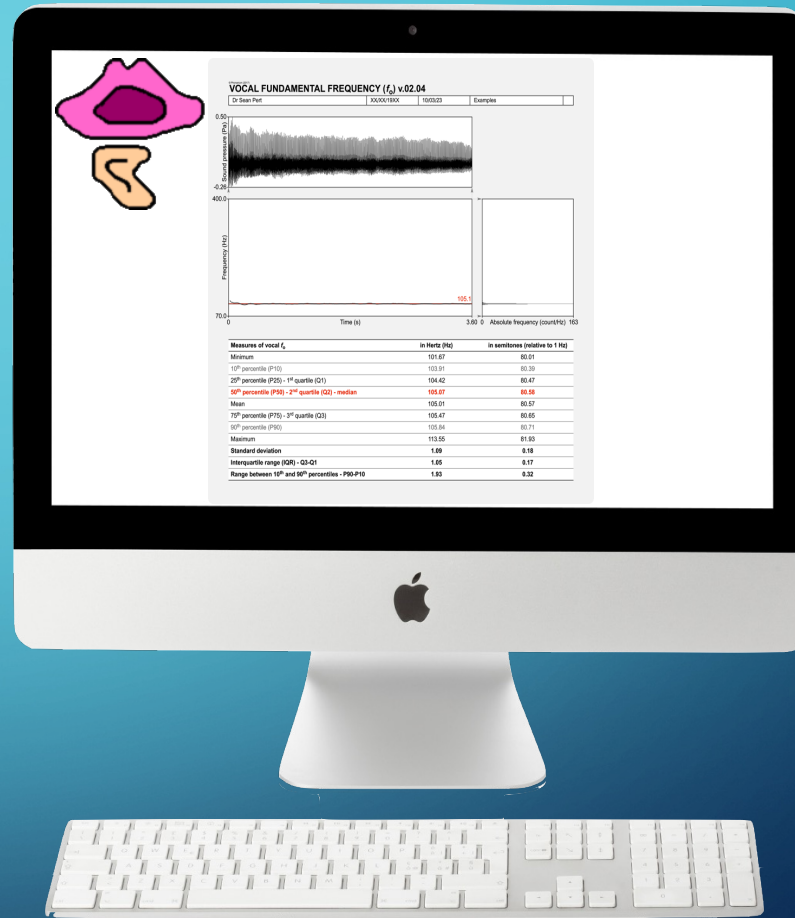 VOCAL FUNDAMENTAL FREQUENCY (fo) v.02.04
Dr Sean Pert XX/XX/19XX 10/03/23 Examples
0.50
Sound pressure (Pa)
-0.26
400.0
Frequency (Hz)
105.1
70.0
0 Time (s) 3.60 0 Absolute frequency (count/Hz) 163
Measures of vocal fo in Hertz (Hz) in semitones (relative to 1 Hz)
Minimum 101.67 80.01
10th percentile (P10) 103.91 80.39
25th percentile (P25) - 1st quartile (Q1) 104.42 80.47
50th percentile (P50) - 2nd quartile (Q2) - median 105.07 80.58
Mean 105.01 80.57
75th percentile (P75) - 3rd quartile (Q3) 105.47 80.65
90th percentile (P90) 105.84 80.71
Maximum 113.55 81.93
Standard deviation 1.09 0.18
Interquartile range (IQR) - Q3-Q1 1.05 0.17
Range between 10th and 90th percentiles - P90-P10 1.93 0.32